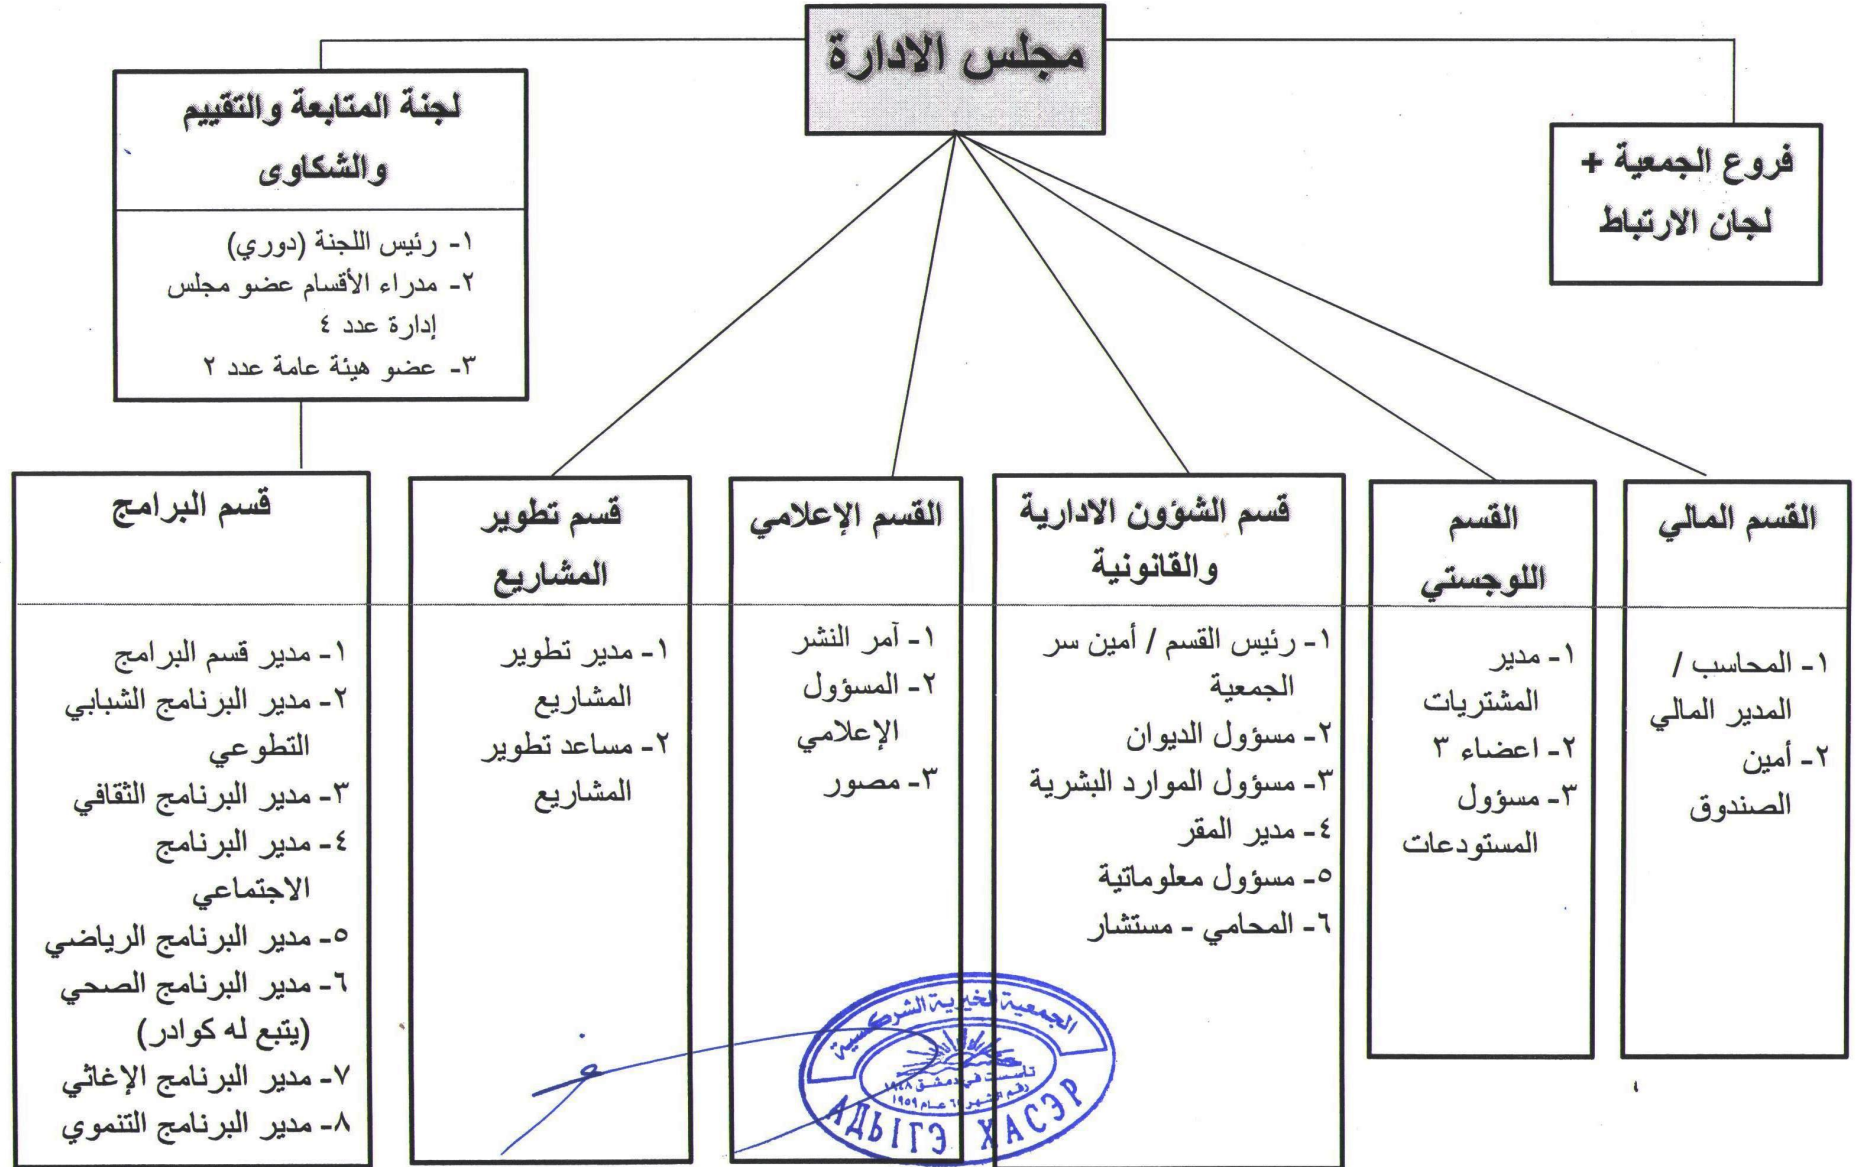 مجلس الادارة
فروع الجمعية +
لجان الارتباط
لجنة المتابعة والتقييم
والشكاوى
١- رئيس اللجنة (دوري)
٢- مدراء الأقسام عضو مجلس
إدارة عدد ٤
٣- عضو هيئة عامة عدد ٢
القسم المالي
١- المحاسب /
المدير المالي
٢- أمين
الصندوق
القسم
اللوجستي
١- مدير
المشتريات
٢- اعضاء ٣
٣- مسؤول
المستودعات
قسم الشؤون الادارية
والقانونية
١- رئيس القسم / أمين سر
الجمعية
٢- مسؤول الديوان
٣- مسؤول الموارد البشرية
٤- مدير المقر
٥- مسؤول معلوماتية
٦- المحامي - مستشار
القسم الإعلامي
١- آمر النشر
٢- المسؤول
الإعلامي
٣- مصور
قسم تطوير
المشاريع
١- مدير تطوير
المشاريع
٢- مساعد تطوير
المشاريع
قسم البرامج
١- مدير قسم البرامج
٢- مدير البرنامج الشبابي
التطوعي
٣- مدير البرنامج الثقافي
٤- مدير البرنامج
الاجتماعي
٥- مدير البرنامج الرياضي
٦- مدير البرنامج الصحي
(يتبع له كوادر)
٧- مدير البرنامج الإغاثي
٨- مدير البرنامج التنموي
الجمعية الخيرية الشركسية
تأسست في دمشق ١٩٤٨
عام ١٩٥٩
АДЫГЭ ХАСЭР